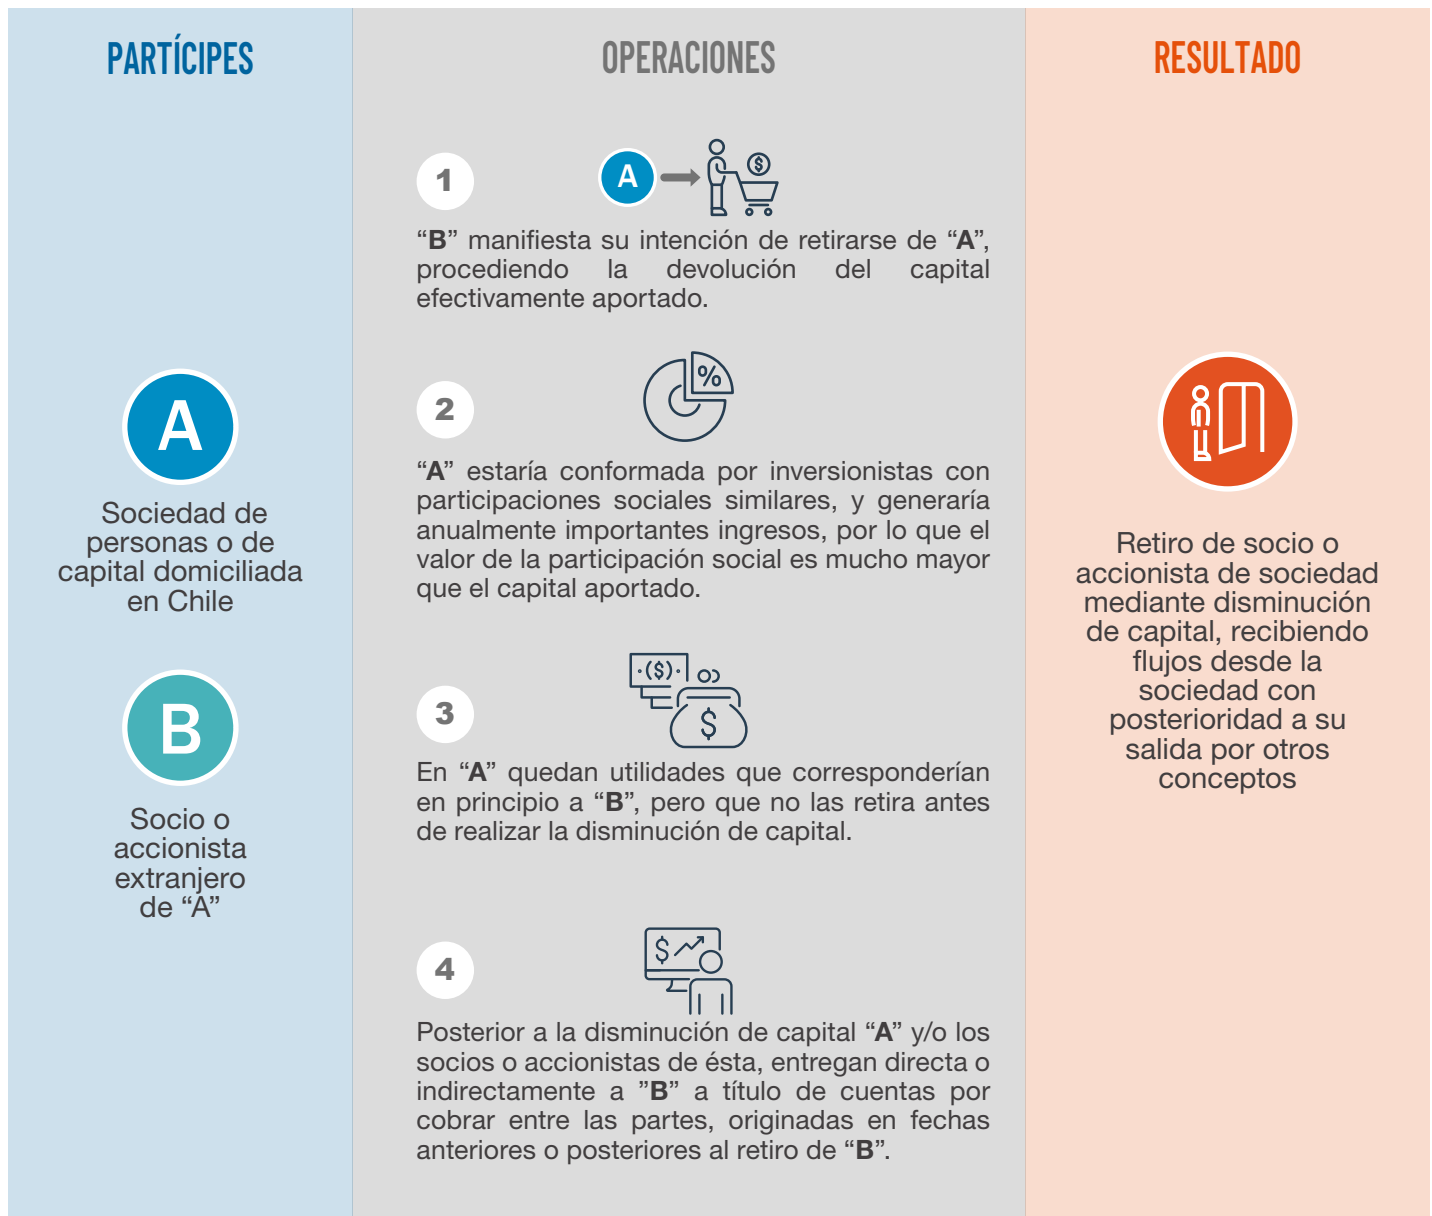 PARTÍCIPES
A
Sociedad de
personas o de
capital domiciliada
en Chile
B
Socio o
accionista
extranjero
de “A”
OPERACIONES
1
A
$
“B” manifiesta su intención de retirarse de “A”,
procediendo la devolución del capital
efectivamente aportado.
2
%
“A” estaría conformada por inversionistas con
participaciones sociales similares, y generaría
anualmente importantes ingresos, por lo que el
valor de la participación social es mucho mayor
que el capital aportado.
3
($)
$
En “A” quedan utilidades que corresponderían
en principio a “B”, pero que no las retira antes
de realizar la disminución de capital.
4
$
Posterior a la disminución de capital “A” y/o los
socios o accionistas de ésta, entregan directa o
indirectamente a ”B” a título de cuentas por
cobrar entre las partes, originadas en fechas
anteriores o posteriores al retiro de “B”.
RESULTADO
Retiro de socio o
accionista de sociedad
mediante disminución
de capital, recibiendo
flujos desde la
sociedad con
posterioridad a su
salida por otros
conceptos